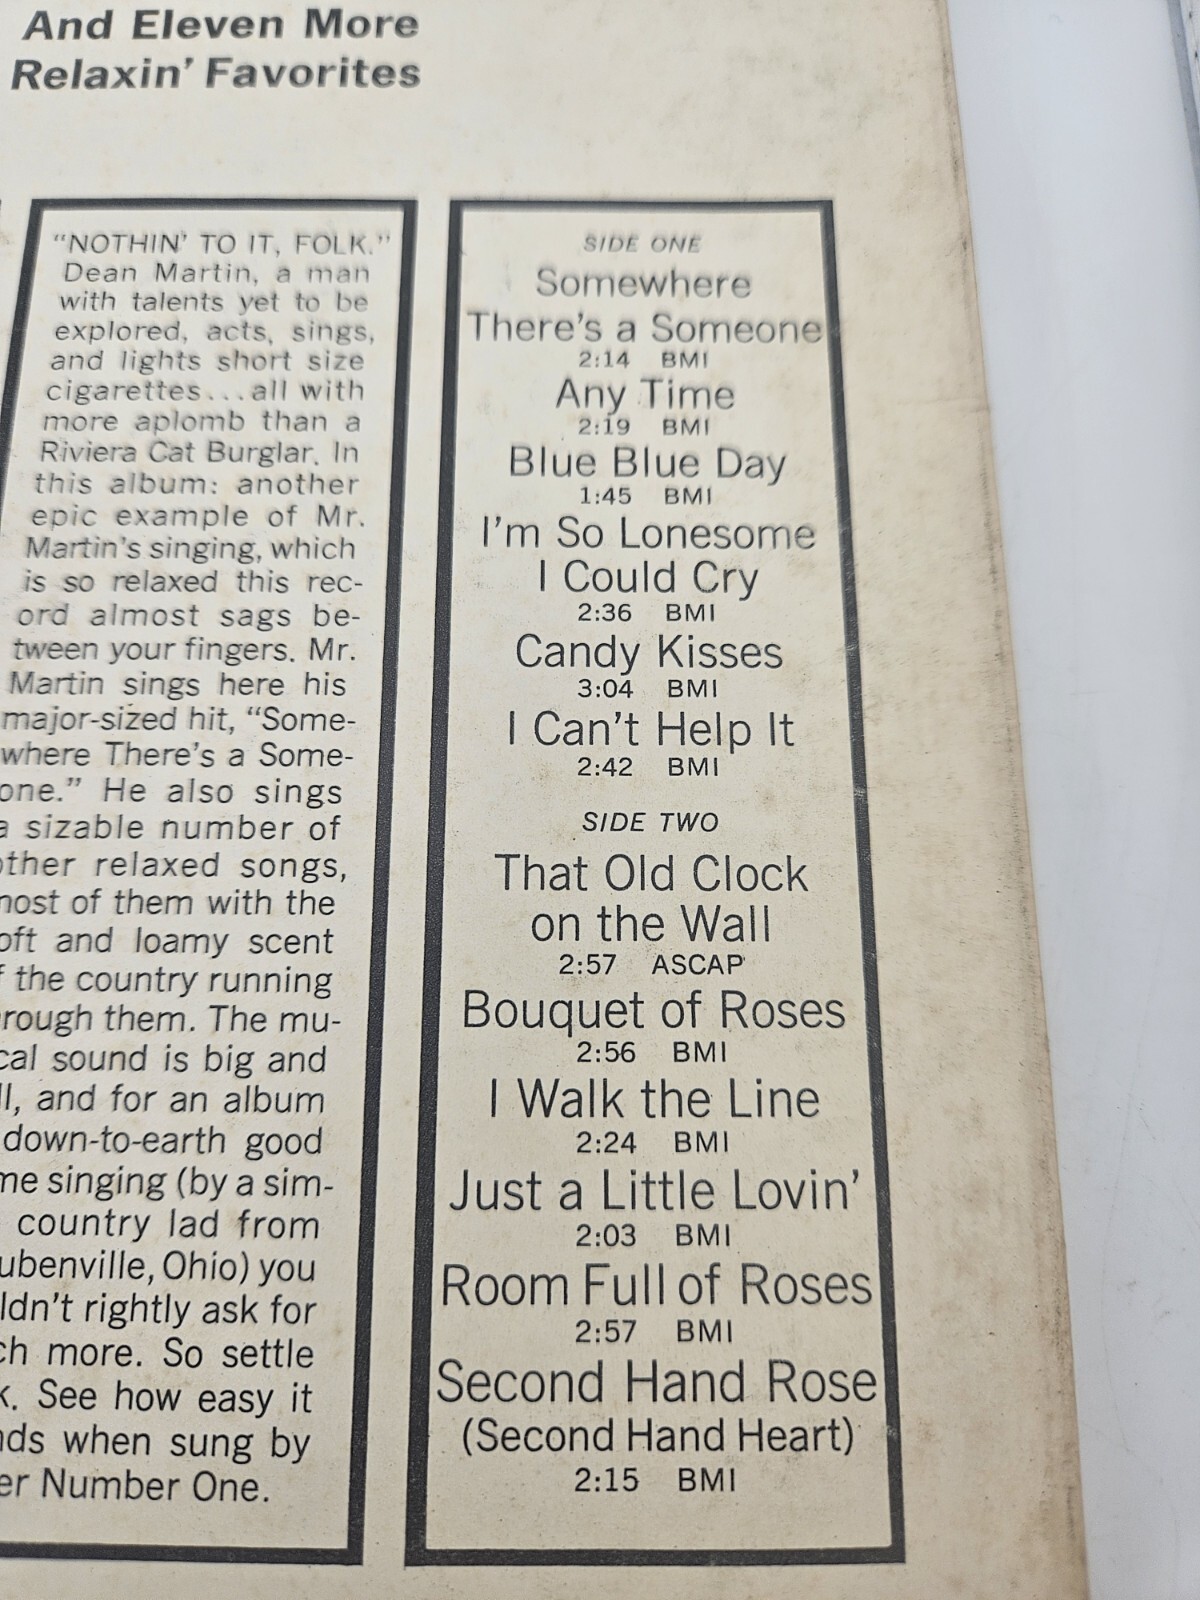 And Eleven More
Relaxin' Favorites
"NOTHIN' TO IT, FOLK."
Dean Martin, a man
with talents yet to be
explored, acts, sings,
and lights short size
cigarettes...all with
more aplomb than a
Riviera Cat Burglar. In
this album: another
epic example of Mr.
Martin's singing, which
is so relaxed this rec-
ord almost sags be-
tween your fingers. Mr.
Martin sings here his
major-sized hit, "Some-
where There's a Some-
one." He also sings
a sizable number of
other relaxed songs,
most of them with the
oft and loamy scent
f the country running
rough them. The mu-
cal sound is big and
ll, and for an album
down-to-earth good
me singing (by a sim-
country lad from
ubenville, Ohio) you
ldn't rightly ask for
ch more. So settle
k. See how easy it
nds when sung by
er Number One.
SIDE ONE
Somewhere
There's a Someone
2:14 BMI
Any Time
2:19 BMI
Blue Blue Day
1:45 BMI
I'm So Lonesome
I Could Cry
2:36 BMI
Candy Kisses
3:04 BMI
I Can't Help It
2:42 BMI
SIDE TWO
That Old Clock
on the Wall
2:57 ASCAP
Bouquet of Roses
2:56 BMI
I Walk the Line
2:24 BMI
Just a Little Lovin'
2:03 BMI
Room Full of Roses
2:57 BMI
Second Hand Rose
(Second Hand Heart)
2:15 BMI